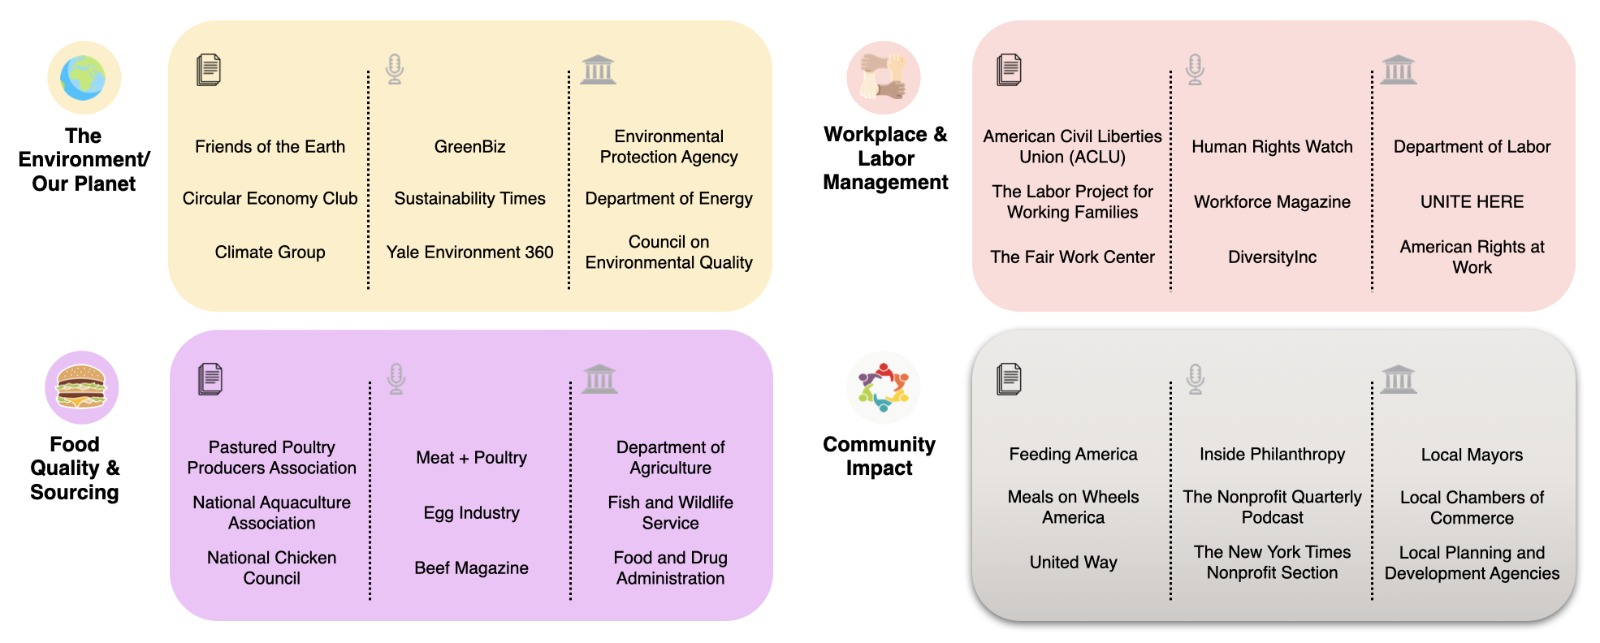 The
Environment/
Our Planet
Friends of the Earth
Circular Economy Club
Climate Group
GreenBiz
Sustainability Times
Yale Environment 360
Environmental
Protection Agency
Department of Energy
Council on
Environmental Quality
Workplace &
Labor
Management
American Civil Liberties
Union (ACLU)
The Labor Project for
Working Families
The Fair Work Center
Human Rights Watch
Workforce Magazine
DiversityInc
Department of Labor
UNITE HERE
American Rights at
Work
Food
Quality &
Sourcing
Pastured Poultry
Producers Association
National Aquaculture
Association
National Chicken
Council
Meat + Poultry
Egg Industry
Beef Magazine
Department of
Agriculture
Fish and Wildlife
Service
Food and Drug
Administration
Community
Impact
Feeding America
Meals on Wheels
America
United Way
Inside Philanthropy
The Nonprofit Quarterly
Podcast
The New York Times
Nonprofit Section
Local Mayors
Local Chambers of
Commerce
Local Planning and
Development Agencies